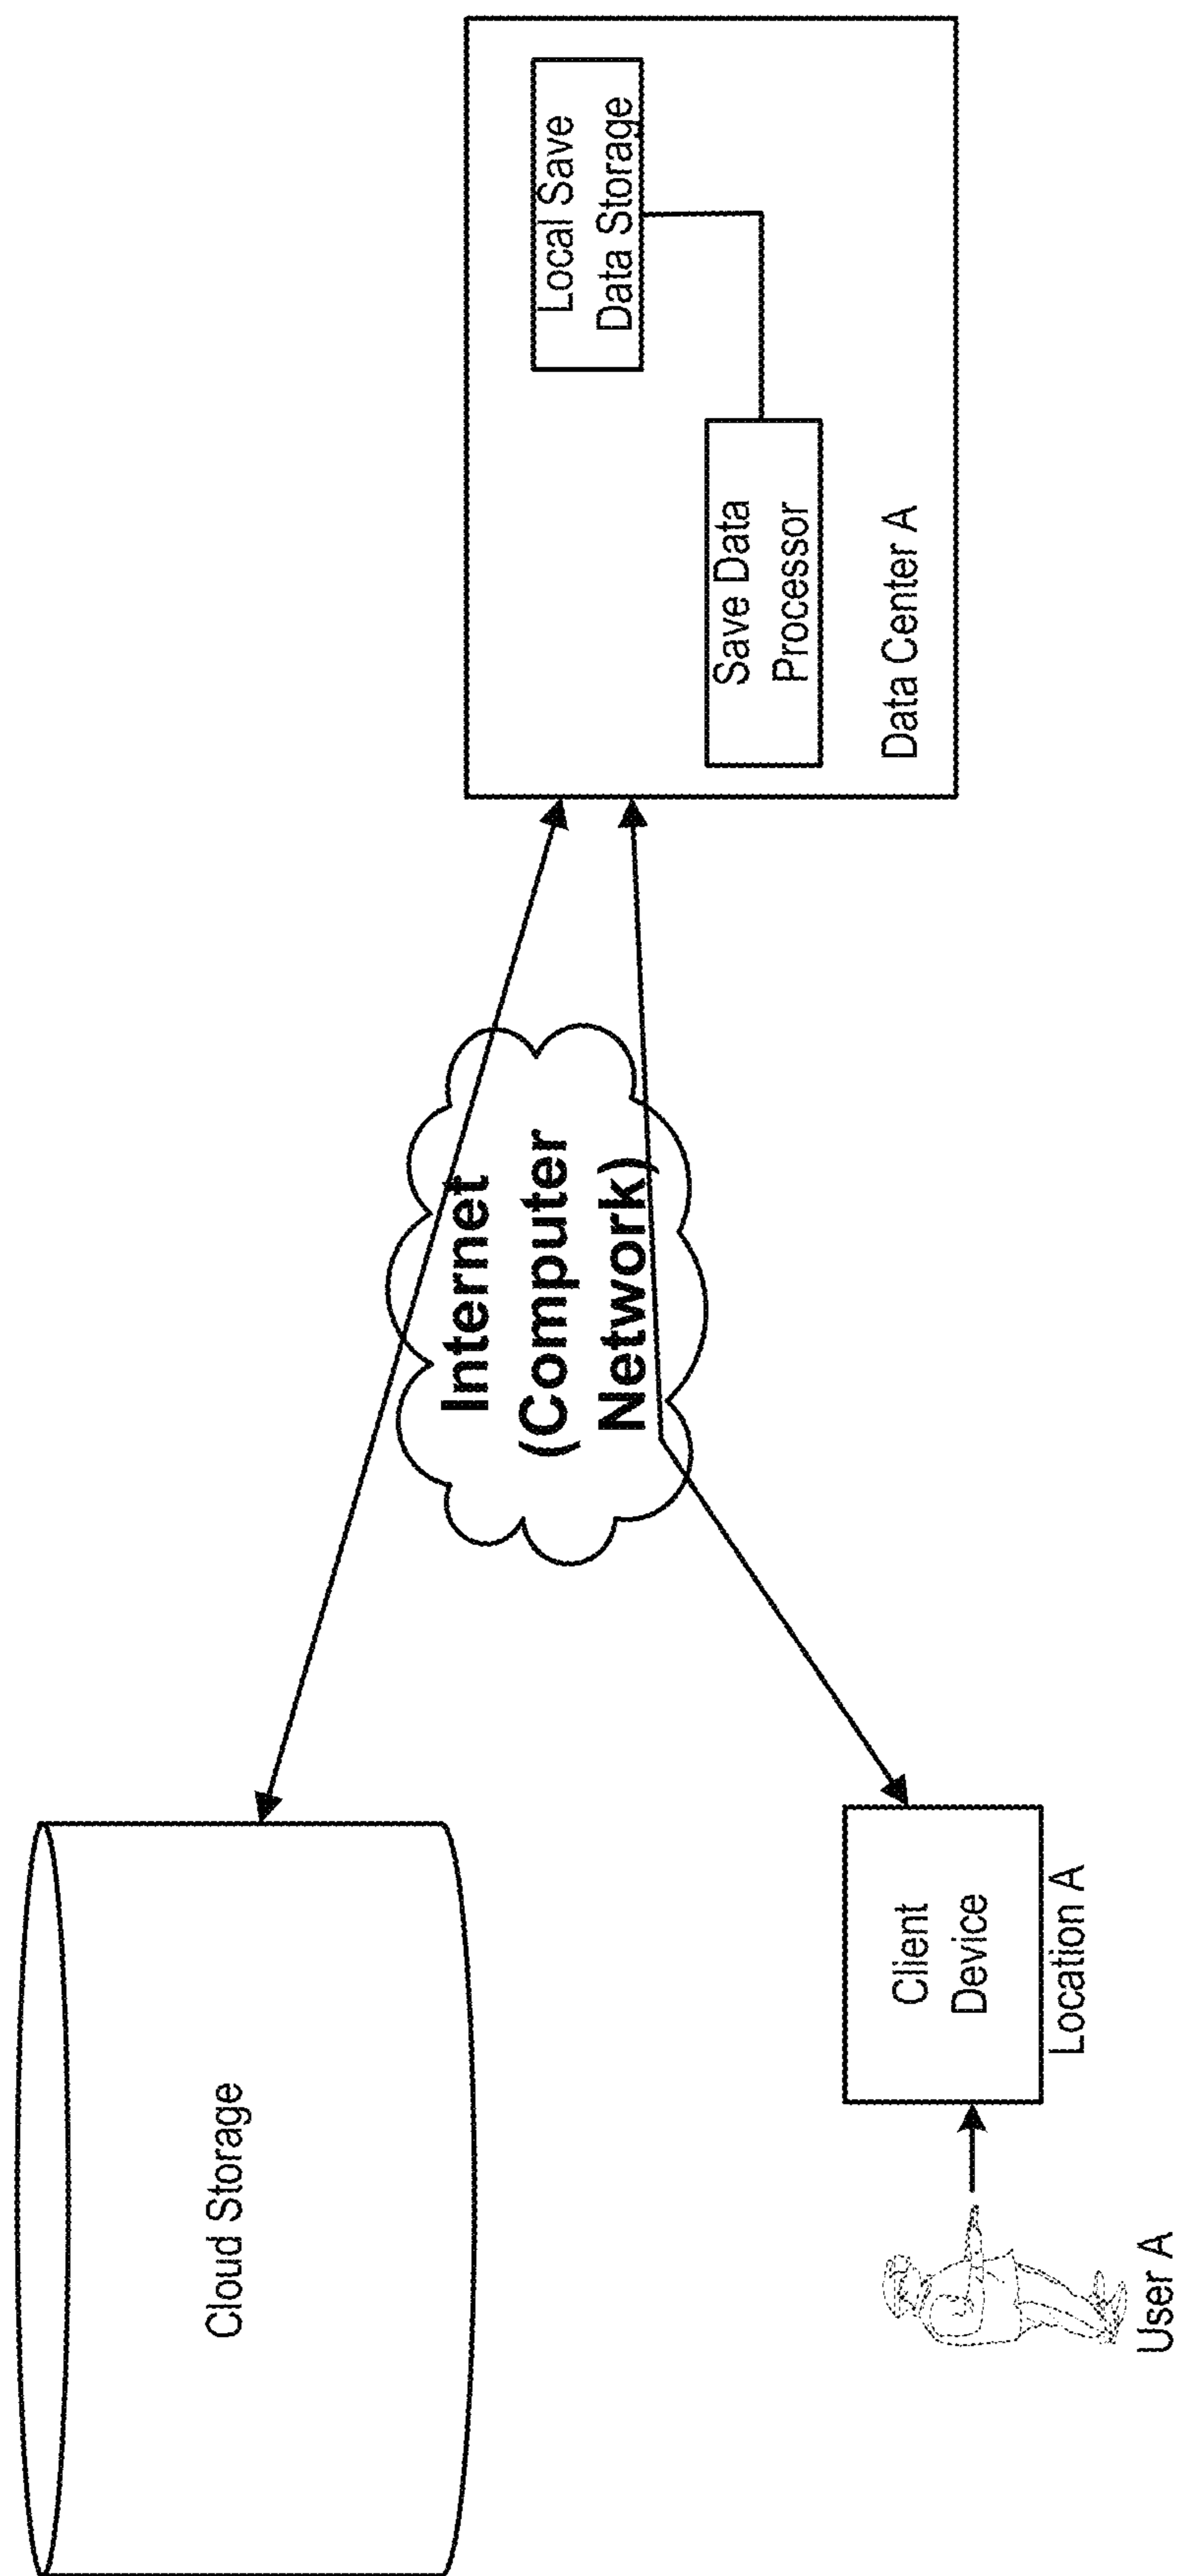 Cloud Storage
Internet
(Computer
Network)
Local Save
Data Storage
Save Data
Processor
Data Center A
Client
Device
Location A
User A